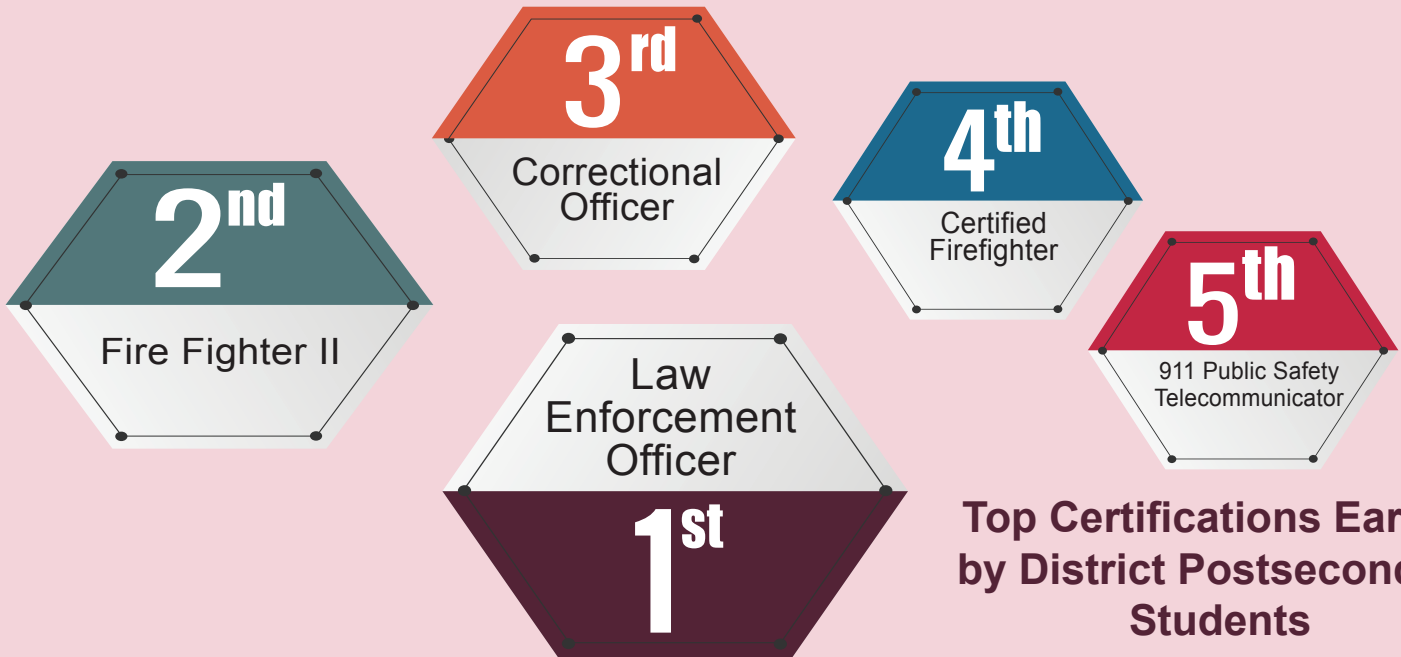 1st
Law
Enforcement
Officer
2nd
Fire Fighter II
3rd
Correctional
Officer
4th
Certified
Firefighter
5th
911 Public Safety
Telecommunicator
Top Certifications
by District
Students